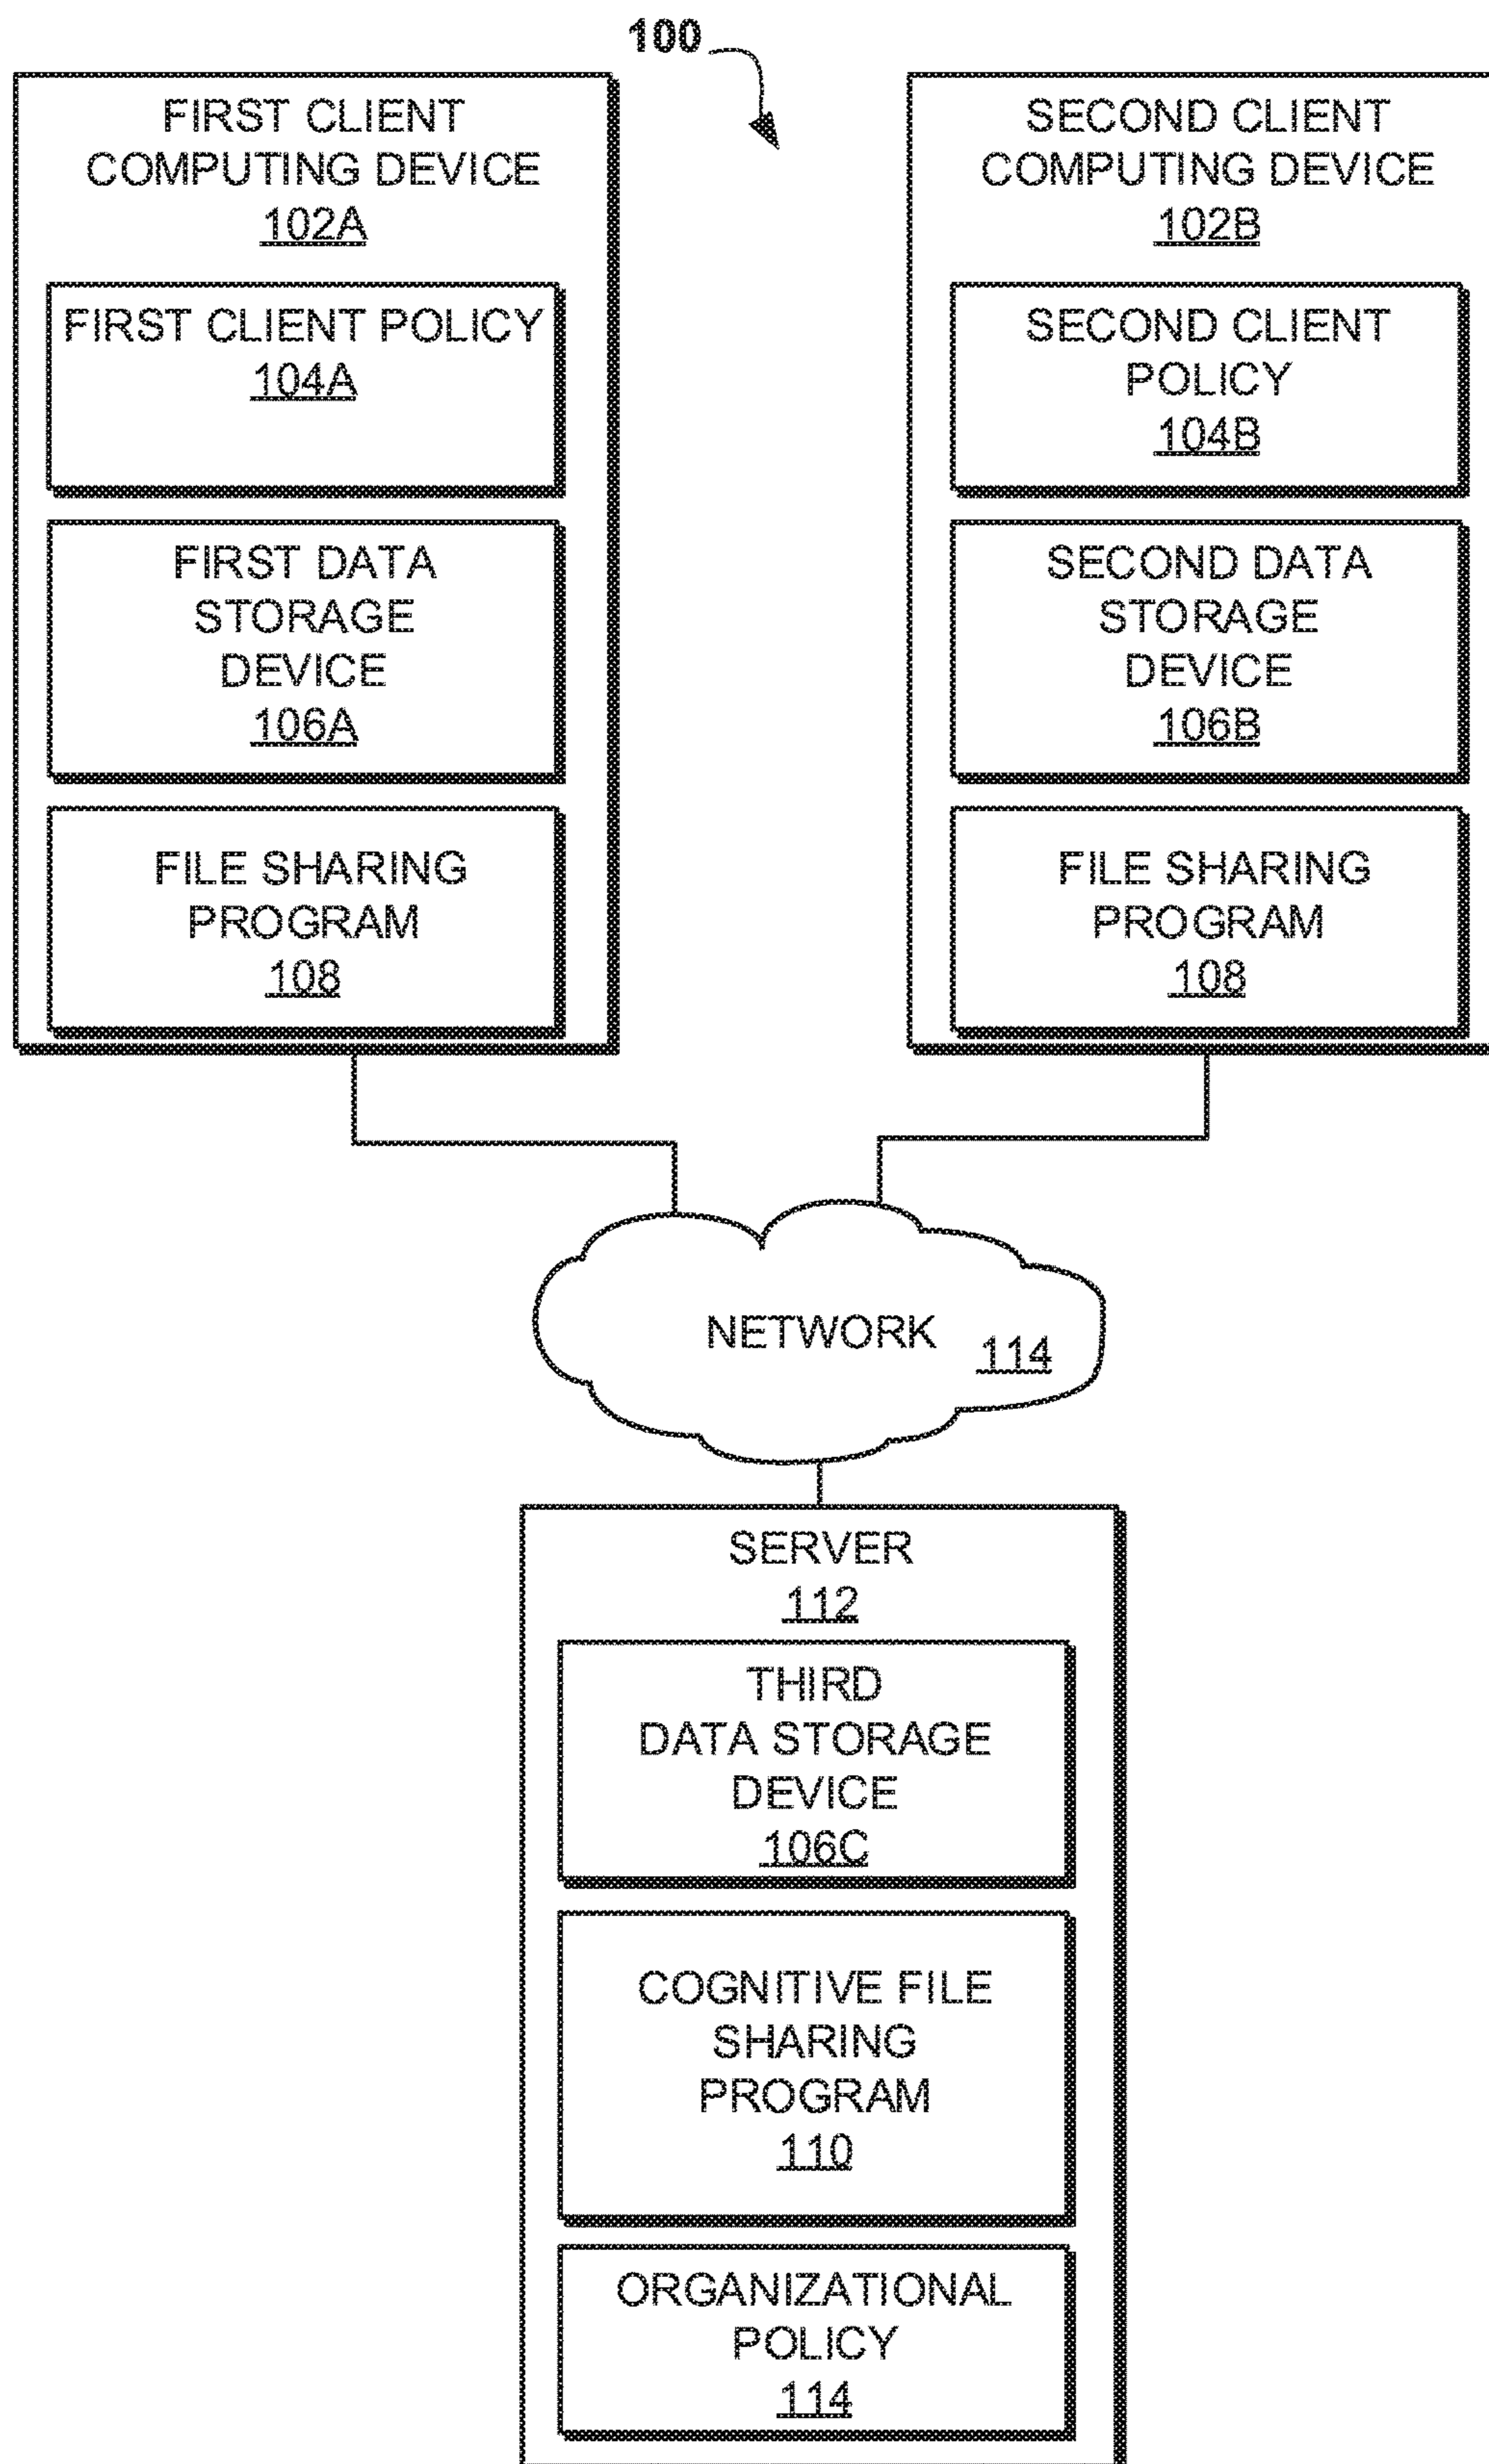 100
FIRST CLIENT
COMPUTING DEVICE
102A
FIRST CLIENT POLICY
104A
FIRST DATA
STORAGE
DEVICE
106A
FILE SHARING
PROGRAM
108
SECOND CLIENT
COMPUTING DEVICE
102B
SECOND CLIENT
POLICY
104B
SECOND DATA
STORAGE
DEVICE
106B
FILE SHARING
PROGRAM
108
NETWORK 114
SERVER
112
THIRD
DATA STORAGE
DEVICE
106C
COGNITIVE FILE
SHARING
PROGRAM
110
ORGANIZATIONAL
POLICY
114